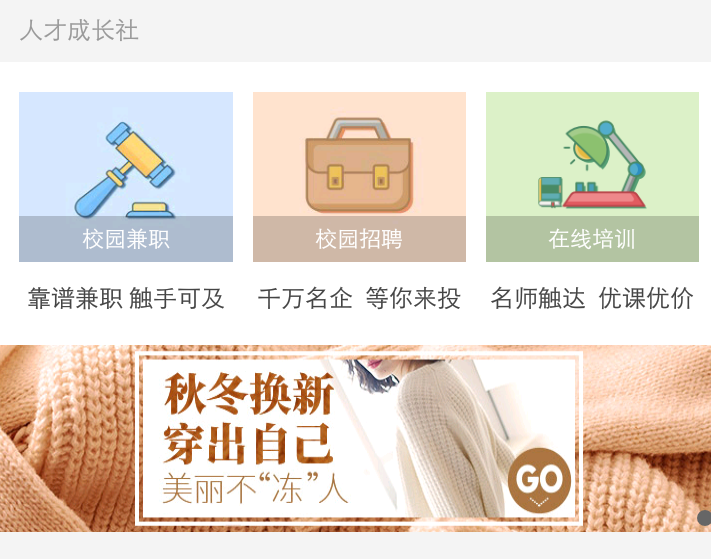 人才成长社
校园兼职
校园招聘
在线培训
靠谱兼职 触手可及
千万名企 等你来投
名师触达 优课优价
秋冬换新
穿出自己
美丽不“冻”人
GO